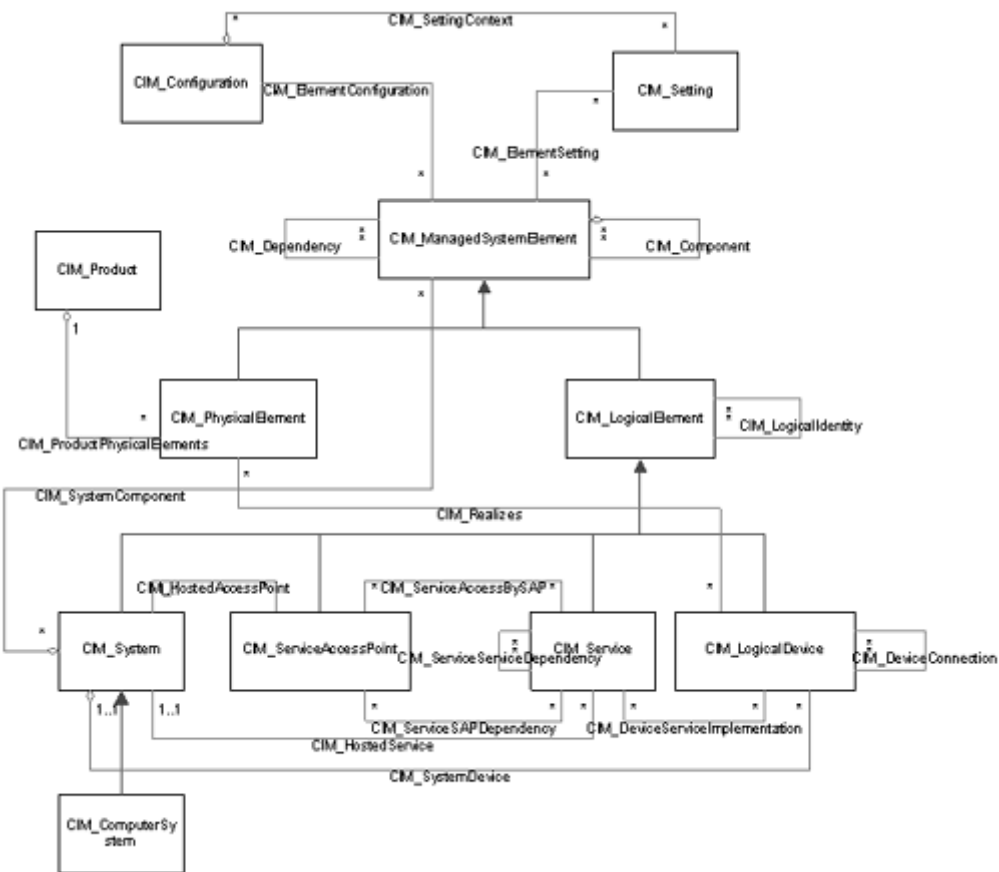 * CIM_SettingContext *
CIM_Configuration
CIM_ElementConfiguration
CIM_Setting
*
CIM_ElementSetting
* *
CIM_Dependency
*
*
CIM_ManagedSystemElement
*
*
CIM_Component
CIM_Product
*
1
*
CIM_PhysicalElement
CIM_LogicalElement
*
*
CIM_LogicalIdentity
CIM_ProductPhysicalElements
*
CIM_SystemComponent
CIM_Realizes
CIM_HostedAccessPoint
* CIM_ServiceAccessBySAP *
*
*
CIM_System
CIM_ServiceAccessPoint
CIM_ServiceServiceDependency
*
*
CIM_Service
CIM_LogicalDevice
*
*
CIM_DeviceConnection
1..1
1..1
* * * * * *
CIM_ServiceSAPDependency
CIM_DeviceServiceImplementation
CIM_HostedService
CIM_SystemDevice
CIM_ComputerSy
stem